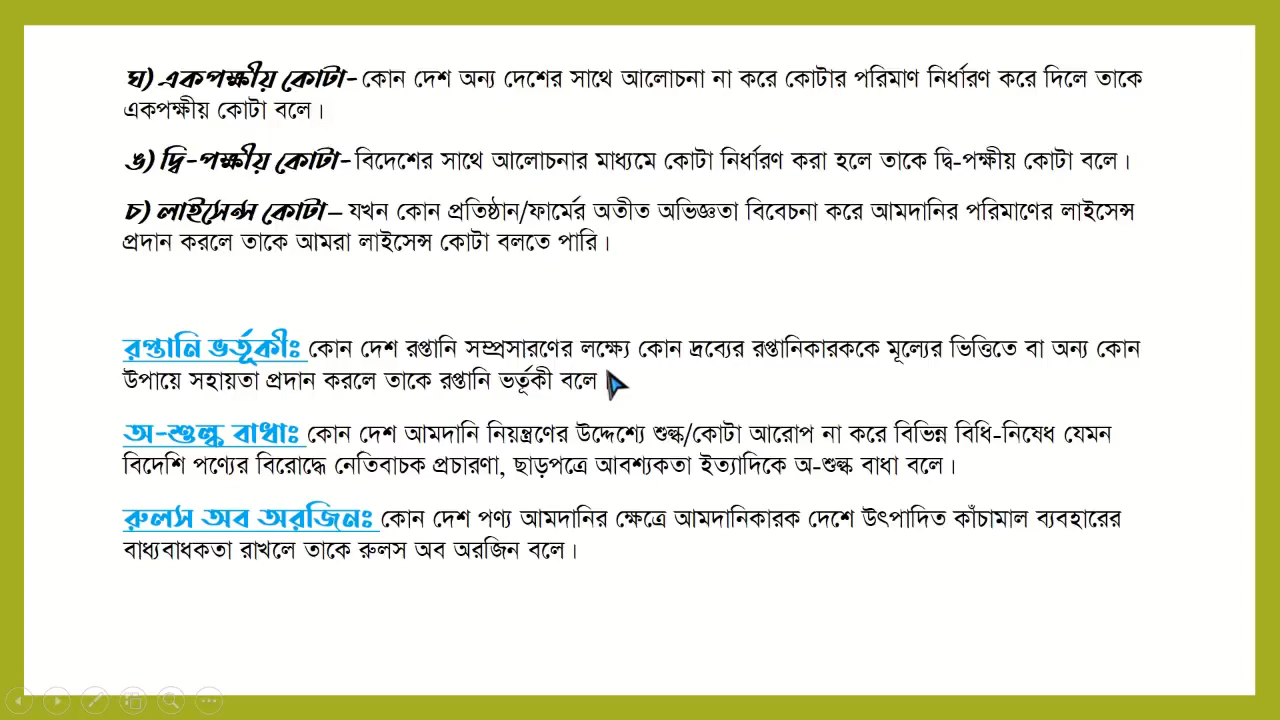 ঘ) একপক্ষীয় কোটা- কোন দেশ অন্য দেশের সাথে আলোচনা না করে কোটার পরিমাণ নির্ধারণ করে দিলে তাকে
একপক্ষীয় কোটা বলে।
ঙ) দ্বি-পক্ষীয় কোটা- বিদেশের সাথে আলোচনার মাধ্যমে কোটা নির্ধারণ করা হলে তাকে দ্বি-পক্ষীয় কোটা বলে।
চ) লাইসেন্স কোটা – যখন কোন প্রতিষ্ঠান/ফার্মের অতীত অভিজ্ঞতা বিবেচনা করে আমদানির পরিমাণের লাইসেন্স
প্রদান করলে তাকে আমরা লাইসেন্স কোটা বলতে পারি।
রপ্তানি ভর্তূকীঃ কোন দেশ রপ্তানি সম্প্রসারণের লক্ষ্যে কোন দ্রব্যের রপ্তানিকারককে মূল্যের ভিত্তিতে বা অন্য কোন
উপায়ে সহায়তা প্রদান করলে তাকে রপ্তানি ভর্তূকী বলে
অ-শুল্ক বাধাঃ কোন দেশ আমদানি নিয়ন্ত্রণের উদ্দেশ্যে শুল্ক/কোটা আরোপ না করে বিভিন্ন বিধি-নিষেধ যেমন
বিদেশি পণ্যের বিরোদ্ধে নেতিবাচক প্রচারণা, ছাড়পত্রে আবশ্যকতা ইত্যাদিকে অ-শুল্ক বাধা বলে।
রুলস অব অরজিনঃ কোন দেশ পণ্য আমদানির ক্ষেত্রে আমদানিকারক দেশে উৎপাদিত কাঁচামাল ব্যবহারের
বাধ্যবাধকতা রাখলে তাকে রুলস অব অরজিন বলে।